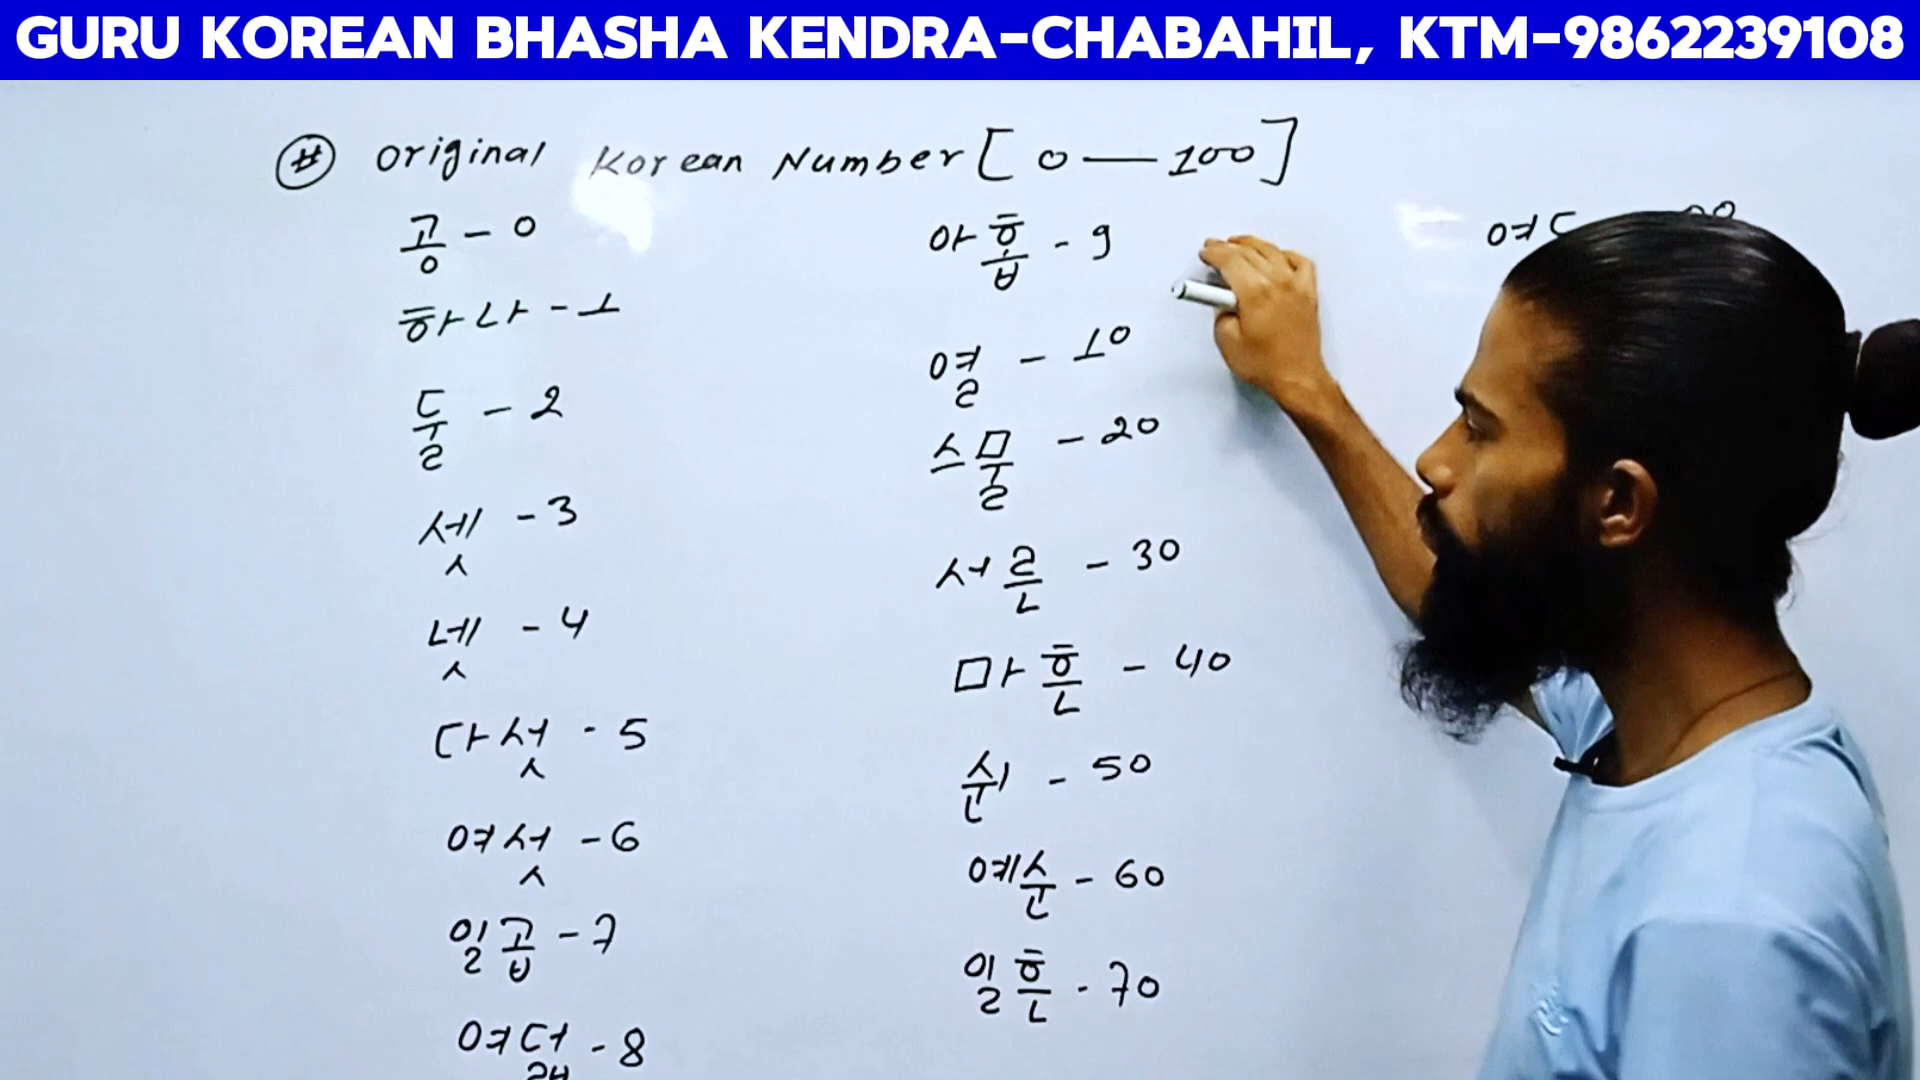 GURU KOREAN BHASHA KENDRA-CHABAHIL, KTM-9862239108
# Original Korean Number [0—100]
공 - 0
하나 - 1
둘 - 2
셋 - 3
넷 - 4
다섯 - 5
여섯 - 6
일곱 - 7
여덟 - 8
아홉 - 9
열 - 10
스물 - 20
서른 - 30
마흔 - 40
쉰 - 50
예순 - 60
일흔 - 70